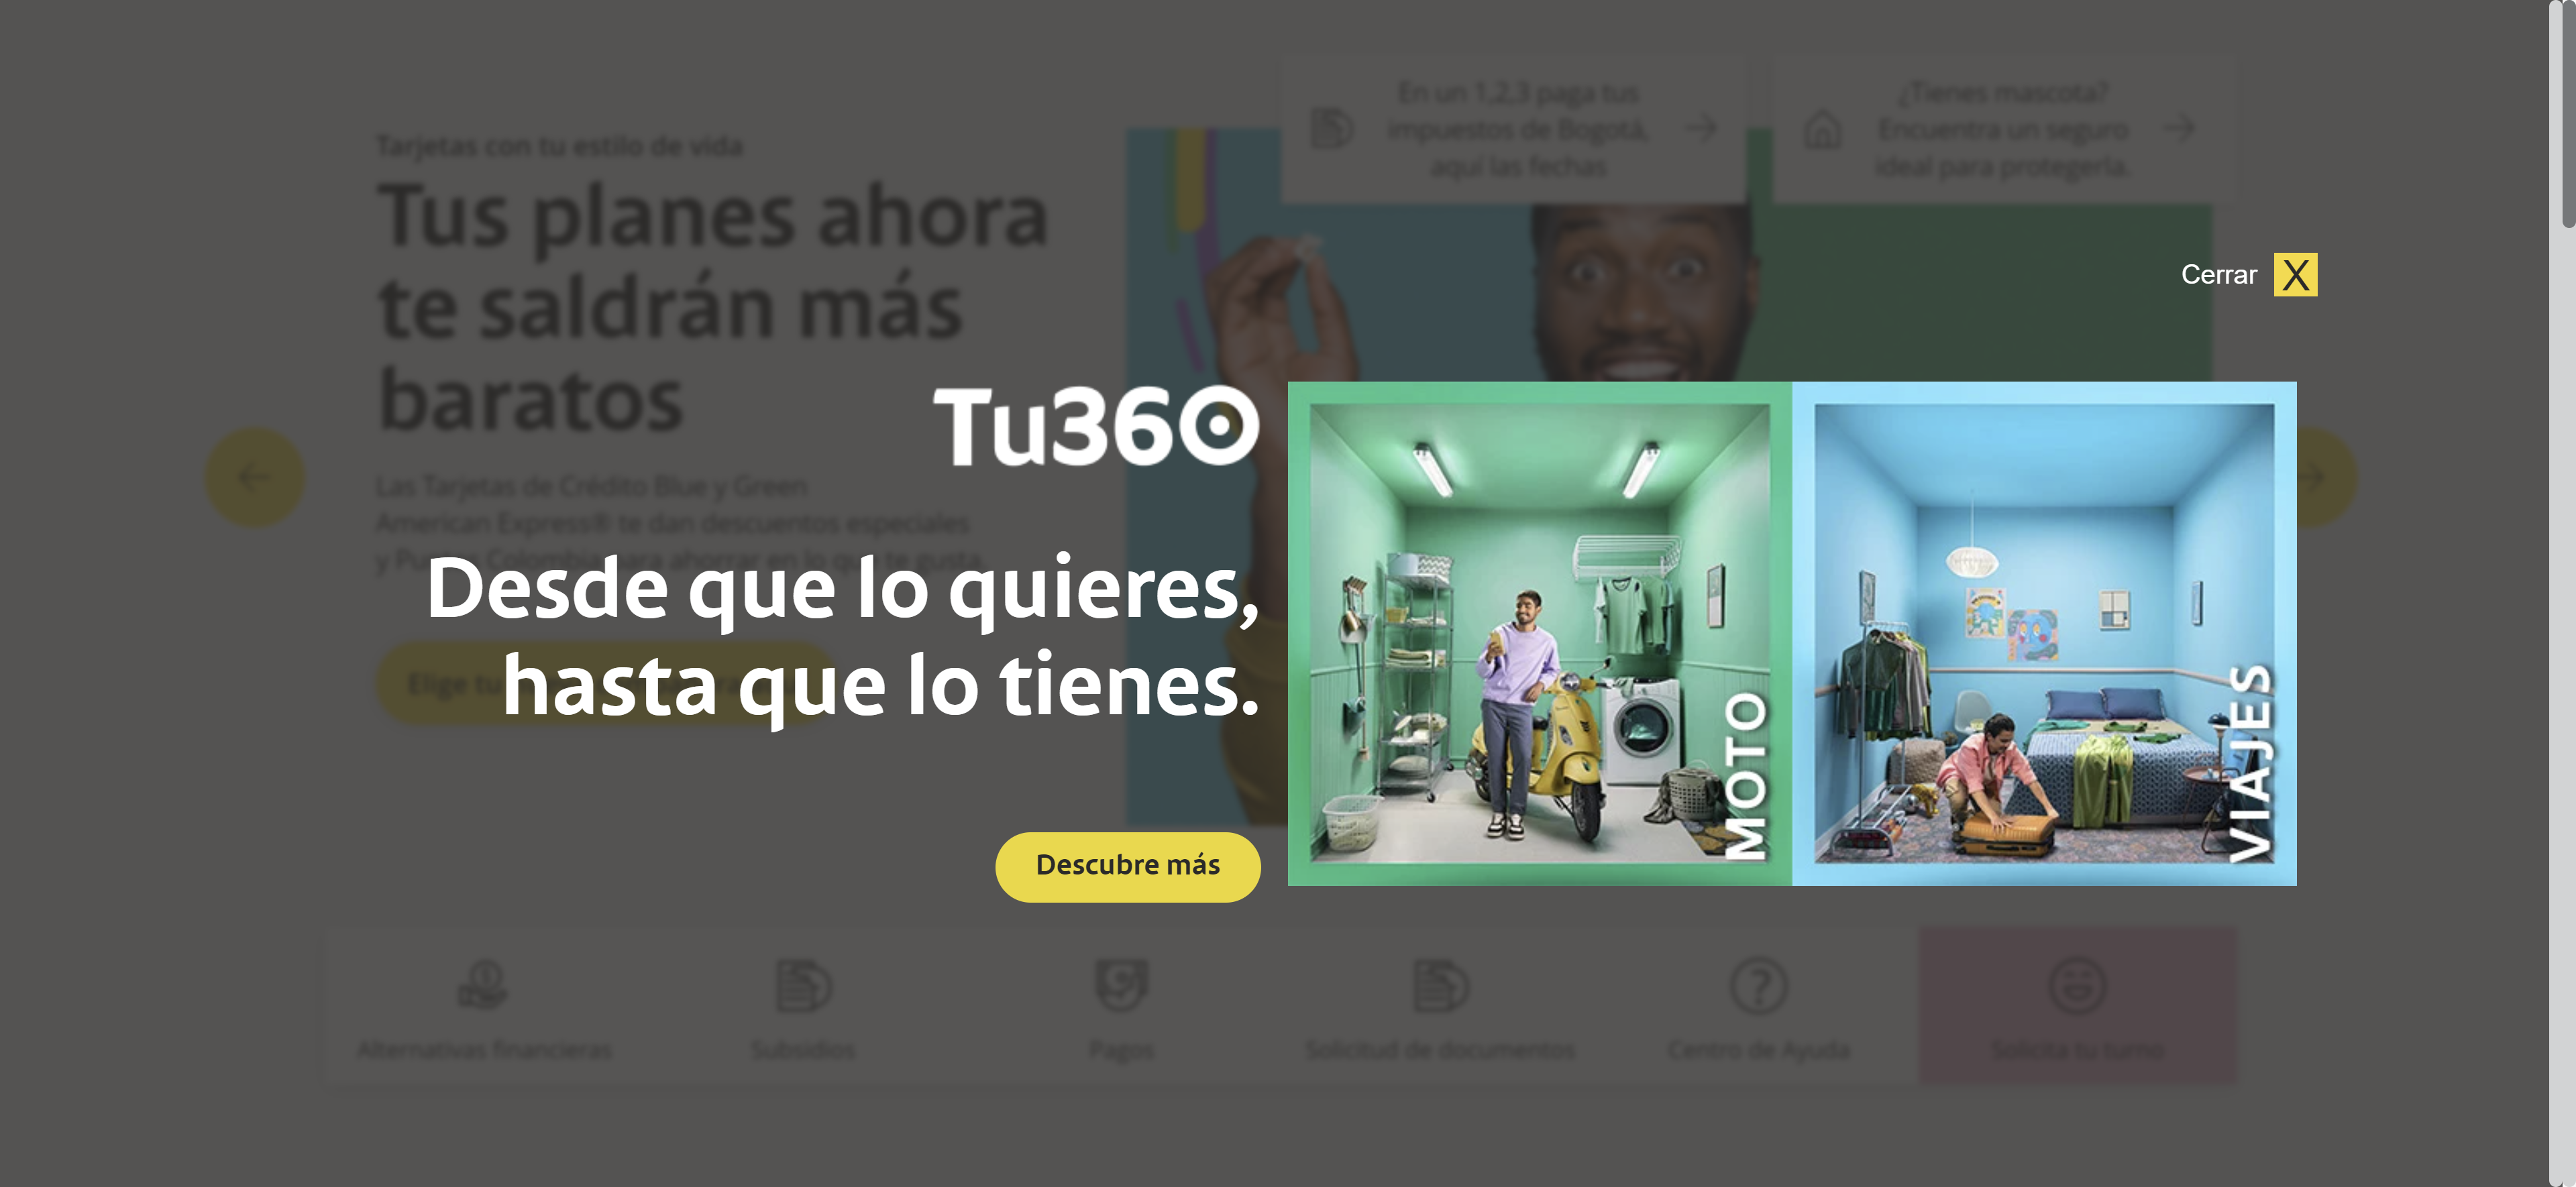 En un 1,2,3 paga tus
impuestos de Bogotá,
aquí las fechas
¿Tienes mascota?
Encuentra un seguro
ideal para protegerla.
Tarjetas con tu estilo de vida
Tus planes ahora
te saldrán más
baratos
Las Tarjetas de Crédito Blue y Green
American Express® te dan descuentos especiales
y Puntos Colombia para ahorrar en lo que te gusta
Elige tu
Cerrar X
Tu360
Desde que lo quieres,
hasta que lo tienes.
Descubre más
MOTO
VIAJES
Alternativas financieras
Subsidios
Pagos
Solicitud de documentos
Centro de Ayuda
Solicita tu turno